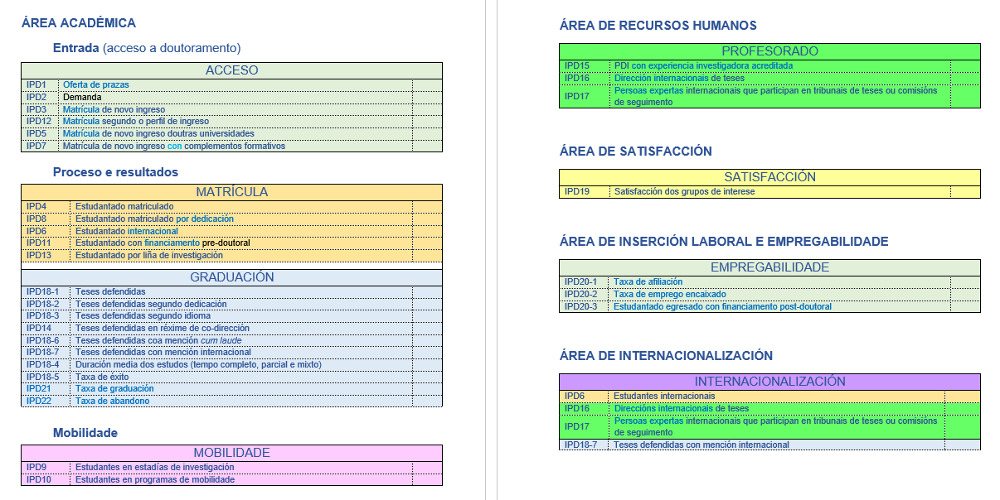 ÁREA ACADÉMICA
Entrada (acceso a doutoramento)
ACCESO
IPD1 Oferta de prazas
IPD2 Demanda
IPD3 Matrícula de novo ingreso
IPD12 Matrícula segundo o perfil de ingreso
IPD5 Matrícula de novo ingreso doutras universidades
IPD7 Matrícula de novo ingreso con complementos formativos
Proceso e resultados
MATRÍCULA
IPD4 Estudantado matriculado
IPD8 Estudantado matriculado por dedicación
IPD6 Estudantado internacional
IPD11 Estudantado con financiamento pre-doutoral
IPD13 Estudantado por liña de investigación
GRADUACIÓN
IPD18-1 Teses defendidas
IPD18-2 Teses defendidas segundo dedicación
IPD18-3 Teses defendidas segundo idioma
IPD14 Teses defendidas en réxime de co-dirección
IPD18-6 Teses defendidas coa mención cum laude
IPD18-7 Teses defendidas con mención internacional
IPD18-4 Duración media dos estudos (tempo completo, parcial e mixto)
IPD18-5 Taxa de éxito
IPD21 Taxa de graduación
IPD22 Taxa de abandono
Mobilidade
MOBILIDADE
IPD9 Estudantes en estadías de investigación
IPD10 Estudantes en programas de mobilidade
ÁREA DE RECURSOS HUMANOS
PROFESORADO
IPD15 PDI con experiencia investigadora acreditada
IPD16 Dirección internacionais de teses
IPD17 Persoas expertas internacionais que participan en tribunais de teses ou comisións
de seguimento
ÁREA DE SATISFACCIÓN
SATISFACCIÓN
IPD19 Satisfacción dos grupos de interese
ÁREA DE INSERCIÓN LABORAL E EMPREGABILIDADE
EMPREGABILIDADE
IPD20-1 Taxa de afiliación
IPD20-2 Taxa de emprego encaixado
IPD20-3 Estudantado egresado con financiamento post-doutoral
ÁREA DE INTERNACIONALIZACIÓN
INTERNACIONALIZACIÓN
IPD6 Estudantes internacionais
IPD16 Direccións internacionais de teses
IPD17 Persoas expertas internacionais que participan en tribunais de teses ou comisións
de seguimento
IPD18-7 Teses defendidas con mención internacional